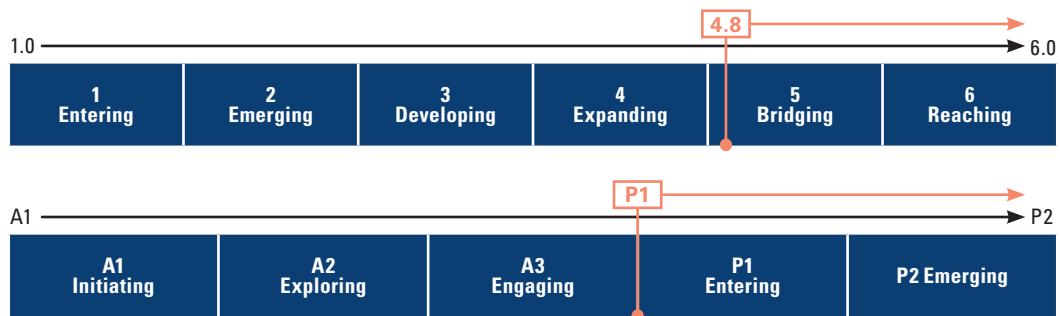 4.8
1.0 6.0
1 2 3 4 5 6
Entering Emerging Developing Expanding Bridging Reaching
P1
A1 P2
A1 A2 A3 P1 P2 Emerging
Initiating Exploring Engaging Entering